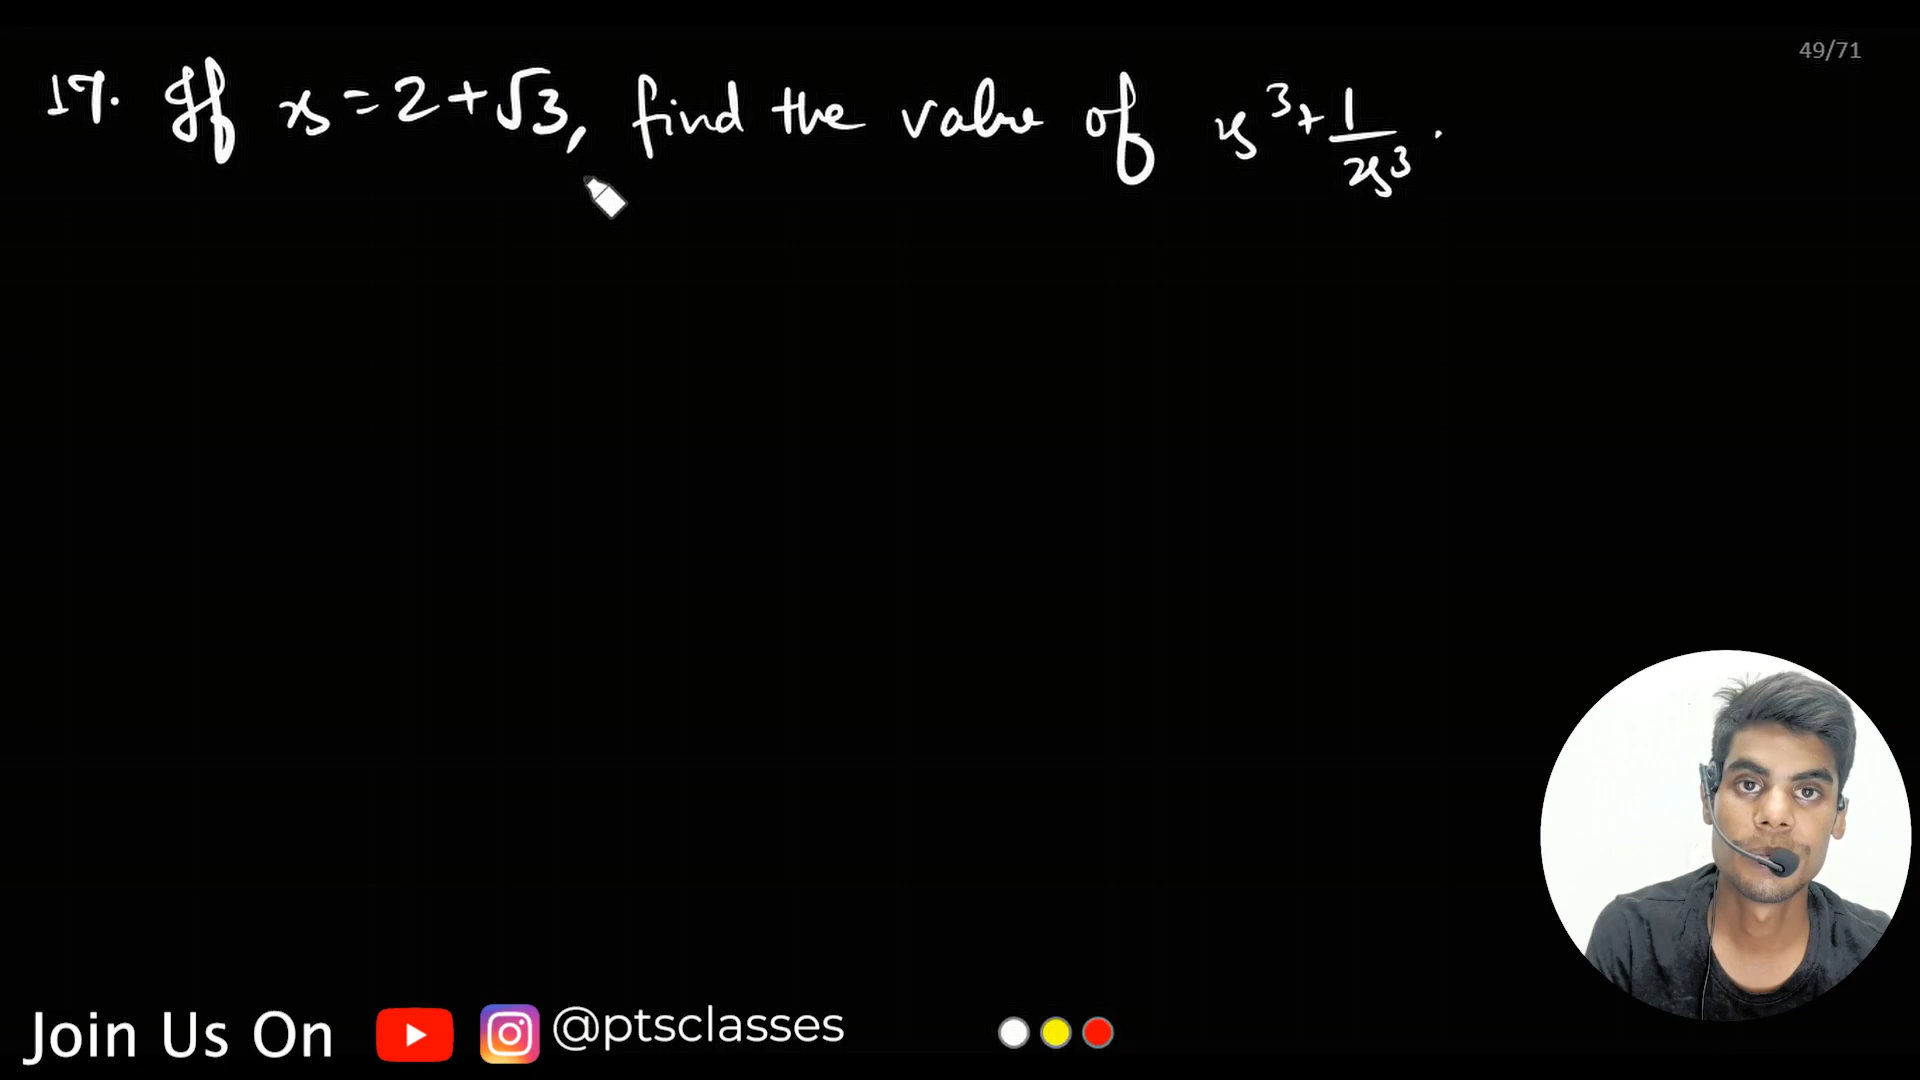 49/71
17. If x = 2 + √3, find the value of x³ + 1/x³.
Join Us On @ptsclasses